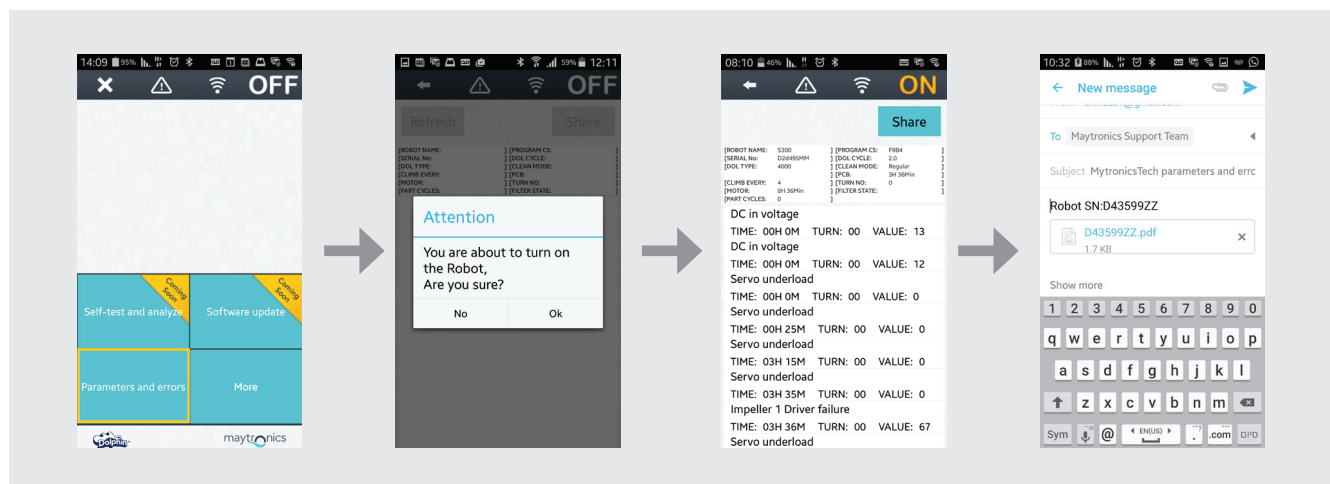 14:09 95%
OFF
Coming Soon
Self-test and analyze
Coming Soon
Software update
Parameters and errors
More
Dolphin
maytronics
59% 12:11
OFF
Refresh
Share
[ROBOT NAME: ] [PROGRAM CS: ]
[SERIAL No: ] [DOL CYCLE: ]
[DOL TYPE: ] [CLEAN MODE: ]
[CLIMB EVERY: ] [PCB: ]
[MOTOR: ] [TURN NO: ]
[PART CYCLES: ] [FILTER STATE: ]
Attention
You are about to turn on
the Robot,
Are you sure?
No
Ok
08:10 46%
ON
Share
[ROBOT NAME: S300 ] [PROGRAM CS: F9B4 ]
[SERIAL No: D2d495MM ] [DOL CYCLE: 2.0 ]
[DOL TYPE: 4000 ] [CLEAN MODE: Regular ]
] [PCB: 3H 36Min ]
[CLIMB EVERY: 4 ] [TURN NO: 0 ]
[MOTOR: 0H 36Min ] [FILTER STATE: ]
[PART CYCLES: 0 ]
DC in voltage
TIME: 00H 0M TURN: 00 VALUE: 13
DC in voltage
TIME: 00H 0M TURN: 00 VALUE: 12
Servo underload
TIME: 00H 0M TURN: 00 VALUE: 0
Servo underload
TIME: 00H 25M TURN: 00 VALUE: 0
Servo underload
TIME: 03H 15M TURN: 00 VALUE: 0
Servo underload
TIME: 03H 35M TURN: 00 VALUE: 0
Impeller 1 Driver failure
TIME: 03H 36M TURN: 00 VALUE: 67
Servo underload
10:32 88%
New message
To Maytronics Support Team
Subject MytronicsTech parameters and errc
Robot SN:D43599ZZ
D43599ZZ.pdf
1.7 KB
Show more
1 2 3 4 5 6 7 8 9 0
q w e r t y u i o p
a s d f g h j k l
z x c v b n m
Sym @ EN(US) . .com סיום